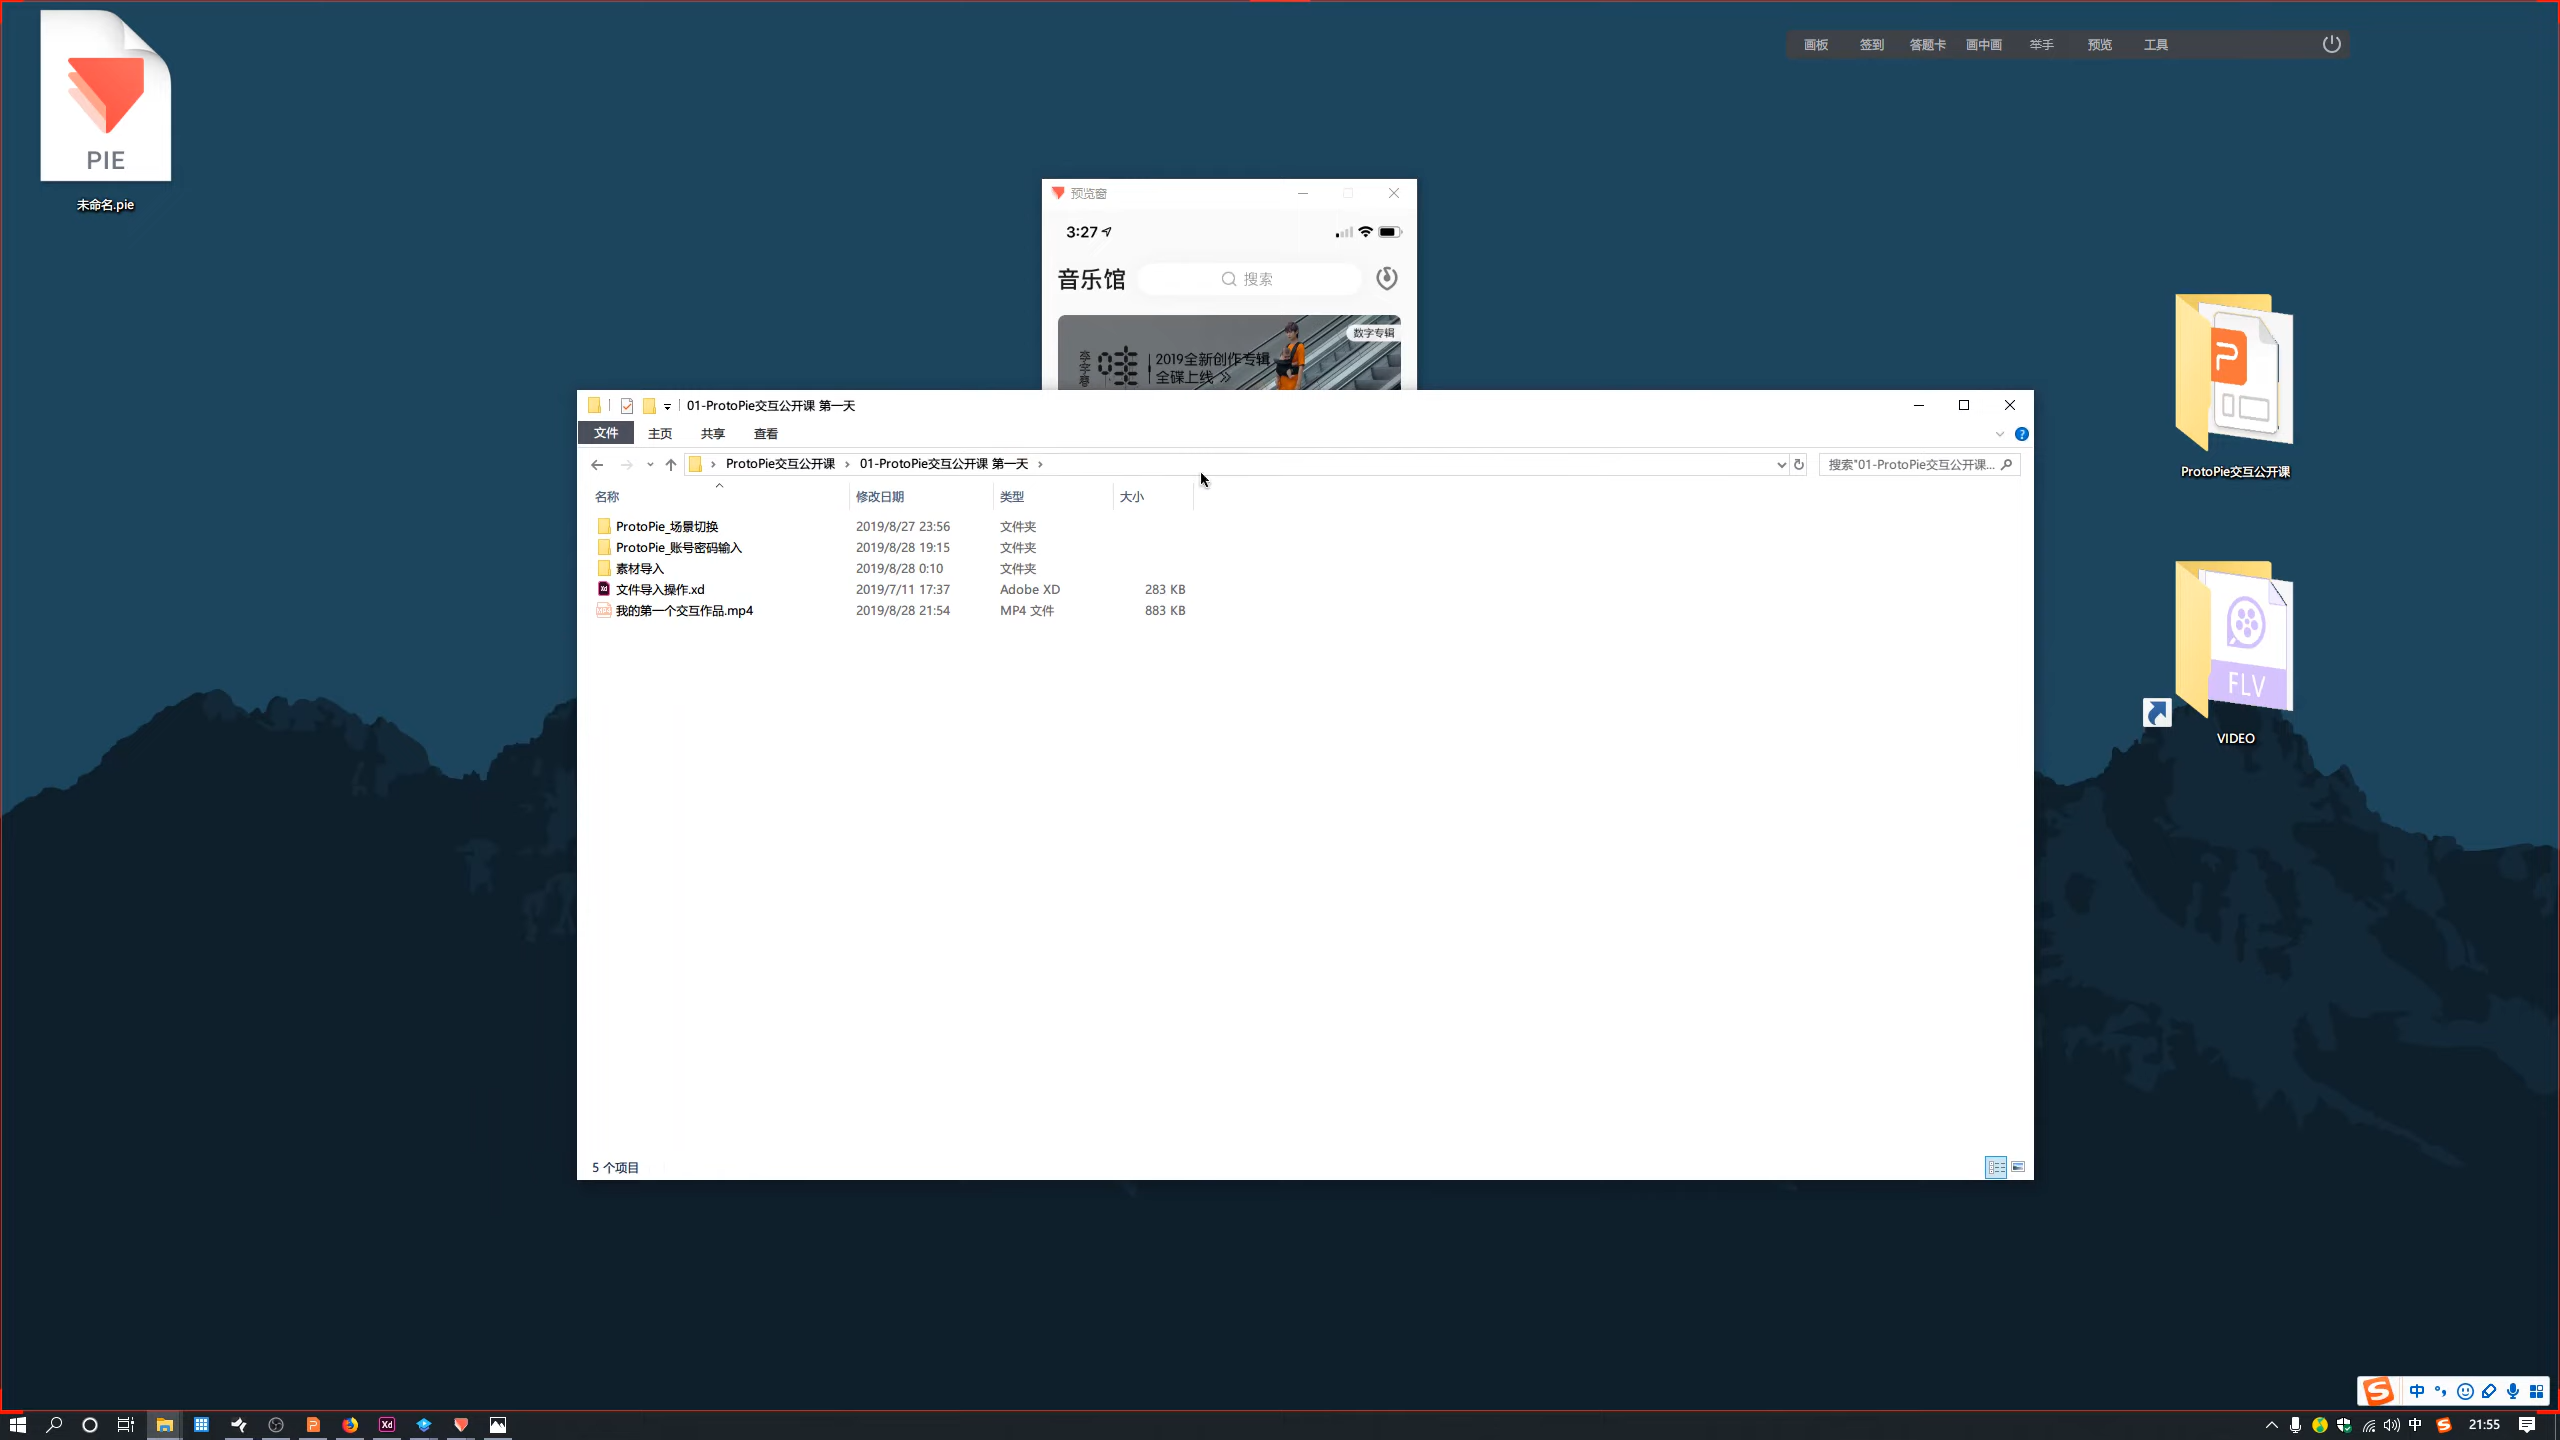 PIE
未命名.pie
画板 签到 答题卡 画中画 举手 预览 工具
预览窗
3:27
音乐馆 搜索
数字专辑
2019全新创作专辑
全碟上线 »
01-ProtoPie交互公开课 第一天
文件 主页 共享 查看
ProtoPie交互公开课 › 01-ProtoPie交互公开课 第一天 ›
搜索"01-ProtoPie交互公开课...
名称 修改日期 类型 大小
ProtoPie_场景切换 2019/8/27 23:56 文件夹
ProtoPie_账号密码输入 2019/8/28 19:15 文件夹
素材导入 2019/8/28 0:10 文件夹
文件导入操作.xd 2019/7/11 17:37 Adobe XD 283 KB
我的第一个交互作品.mp4 2019/8/28 21:54 MP4 文件 883 KB
5 个项目
ProtoPie交互公开课
FLV
VIDEO
中
Xd
中
21:55